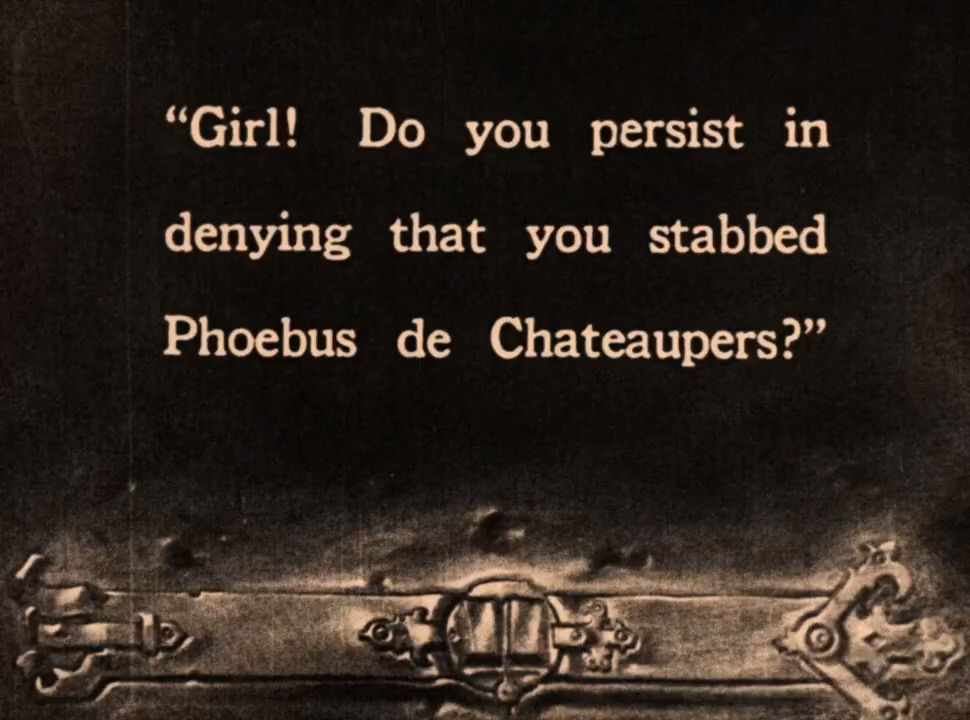 “Girl! Do you persist in
denying that you stabbed
Phoebus de Chateaupers?”